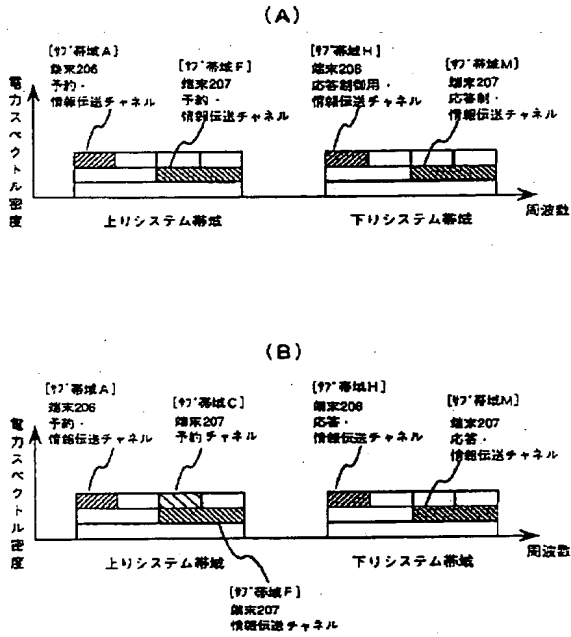 (A)
[サブ帯域A]
端末206
予約・
情報伝送チャネル
[サブ帯域F]
端末207
予約・
情報伝送チャネル
[サブ帯域H]
端末206
応答制御用・
情報伝送チャネル
[サブ帯域M]
端末207
応答制・
情報伝送チャネル
電力スペクトル密度
上りシステム帯域
下りシステム帯域
周波数
(B)
[サブ帯域A]
端末206
予約・
情報伝送チャネル
[サブ帯域C]
端末207
予約チャネル
[サブ帯域H]
端末206
応答・
情報伝送チャネル
[サブ帯域M]
端末207
応答・
情報伝送チャネル
電力スペクトル密度
上りシステム帯域
下りシステム帯域
周波数
[サブ帯域F]
端末207
情報伝送チャネル